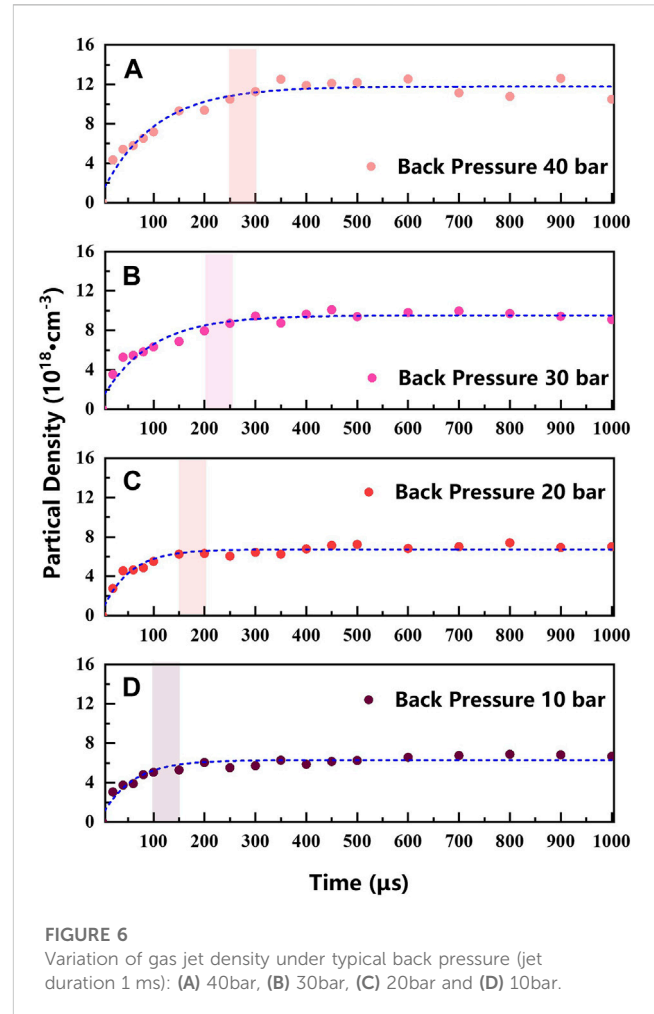 A
Back Pressure 40 bar
16
12
8
4
0
100 200 300 400 500 600 700 800 900 1000
B
Back Pressure 30 bar
16
12
8
4
0
100 200 300 400 500 600 700 800 900 1000
C
Back Pressure 20 bar
16
12
8
4
0
100 200 300 400 500 600 700 800 900 1000
D
Back Pressure 10 bar
16
12
8
4
0
100 200 300 400 500 600 700 800 900 1000
Partical Density (10¹⁸•cm⁻³)
Time (μs)
FIGURE 6
Variation of gas jet density under typical back pressure (jet
duration 1 ms): (A) 40bar, (B) 30bar, (C) 20bar and (D) 10bar.